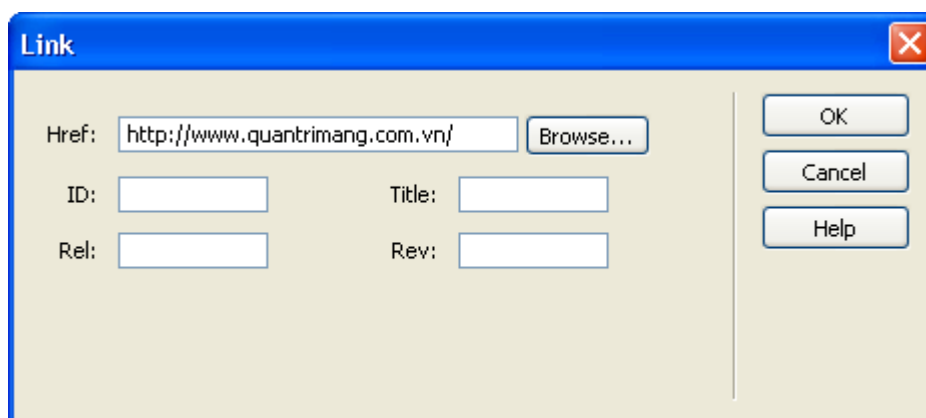 Link
Href: http://www.quantrimang.com.vn/ Browse...
ID: Title:
Rel: Rev:
OK
Cancel
Help